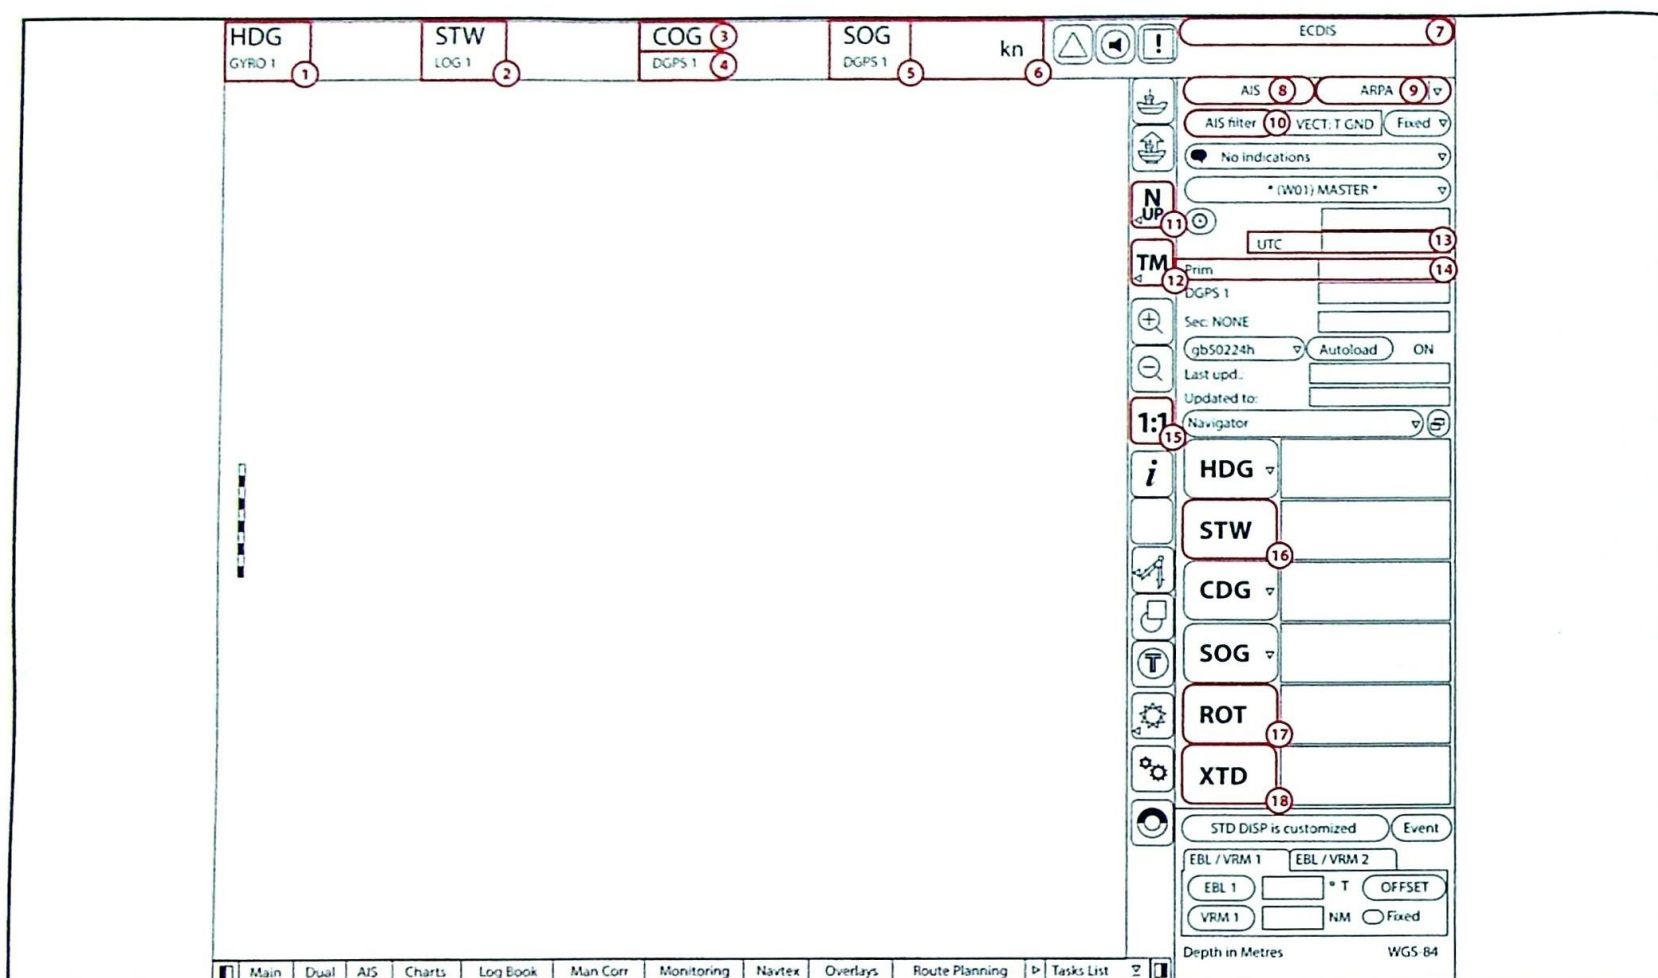 HDG STW COG 3 SOG kn ! ECDIS 7
GYRO 1 1 LOG 1 2 DGPS 1 4 DGPS 1 5 6
AIS 8 ARPA 9
AIS filter 10 VECT: T GND Fixed
No indications
* (W01) MASTER *
N
UP 11
UTC 13
TM 12 Prim 14
DGPS 1
Sec: NONE
gb50224h Autoload ON
Last upd..
Updated to:
1:1 15 Navigator
i HDG
STW 16
CDG
T SOG
ROT 17
XTD 18
STD DISP is customized Event
EBL / VRM 1 EBL / VRM 2
EBL 1 ° T OFFSET
VRM 1 NM Fixed
Depth in Metres WGS-84
Main Dual AIS Charts Log Book Man Corr Monitoring Navtex Overlays Route Planning Tasks List